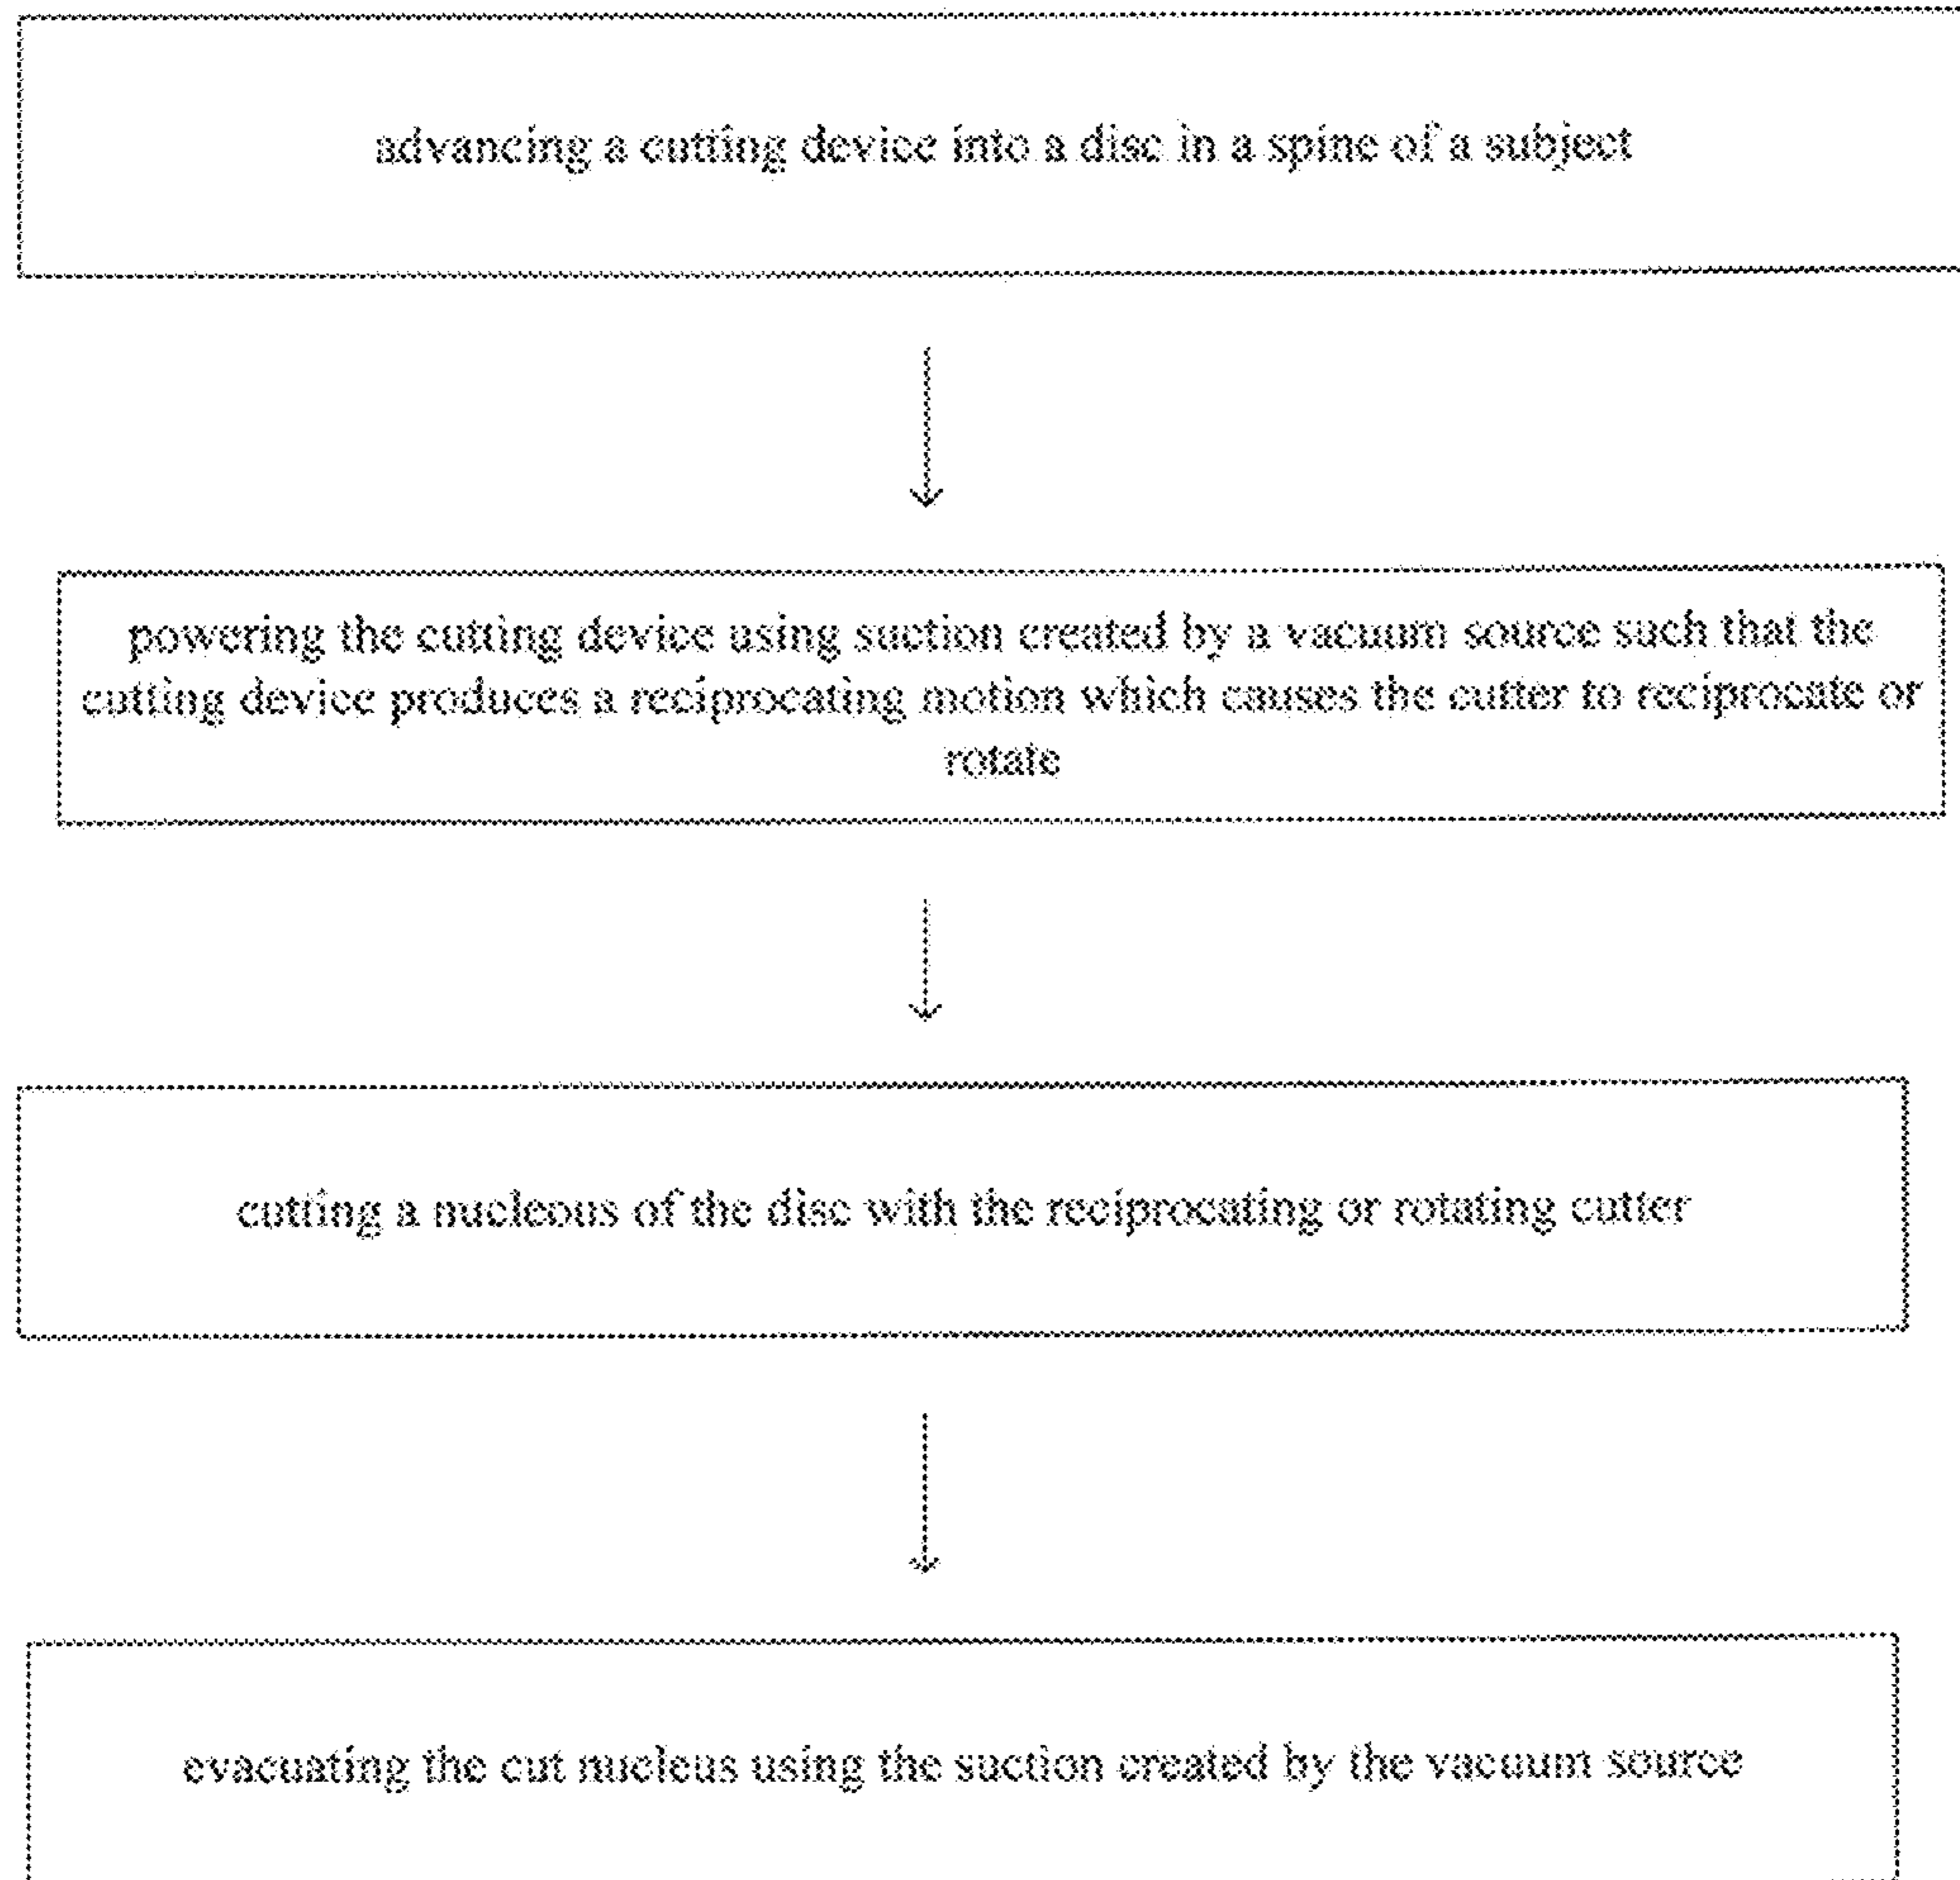 advancing a cutting device into a disc in a spine of a subject
powering the cutting device using suction created by a vacuum source such that the
cutting device produces a reciprocating motion which causes the cutter to reciprocate or
rotate
cutting a nucleous of the disc with the reciprocating or rotating cutter
evacuating the cut nucleus using the suction created by the vacuum source